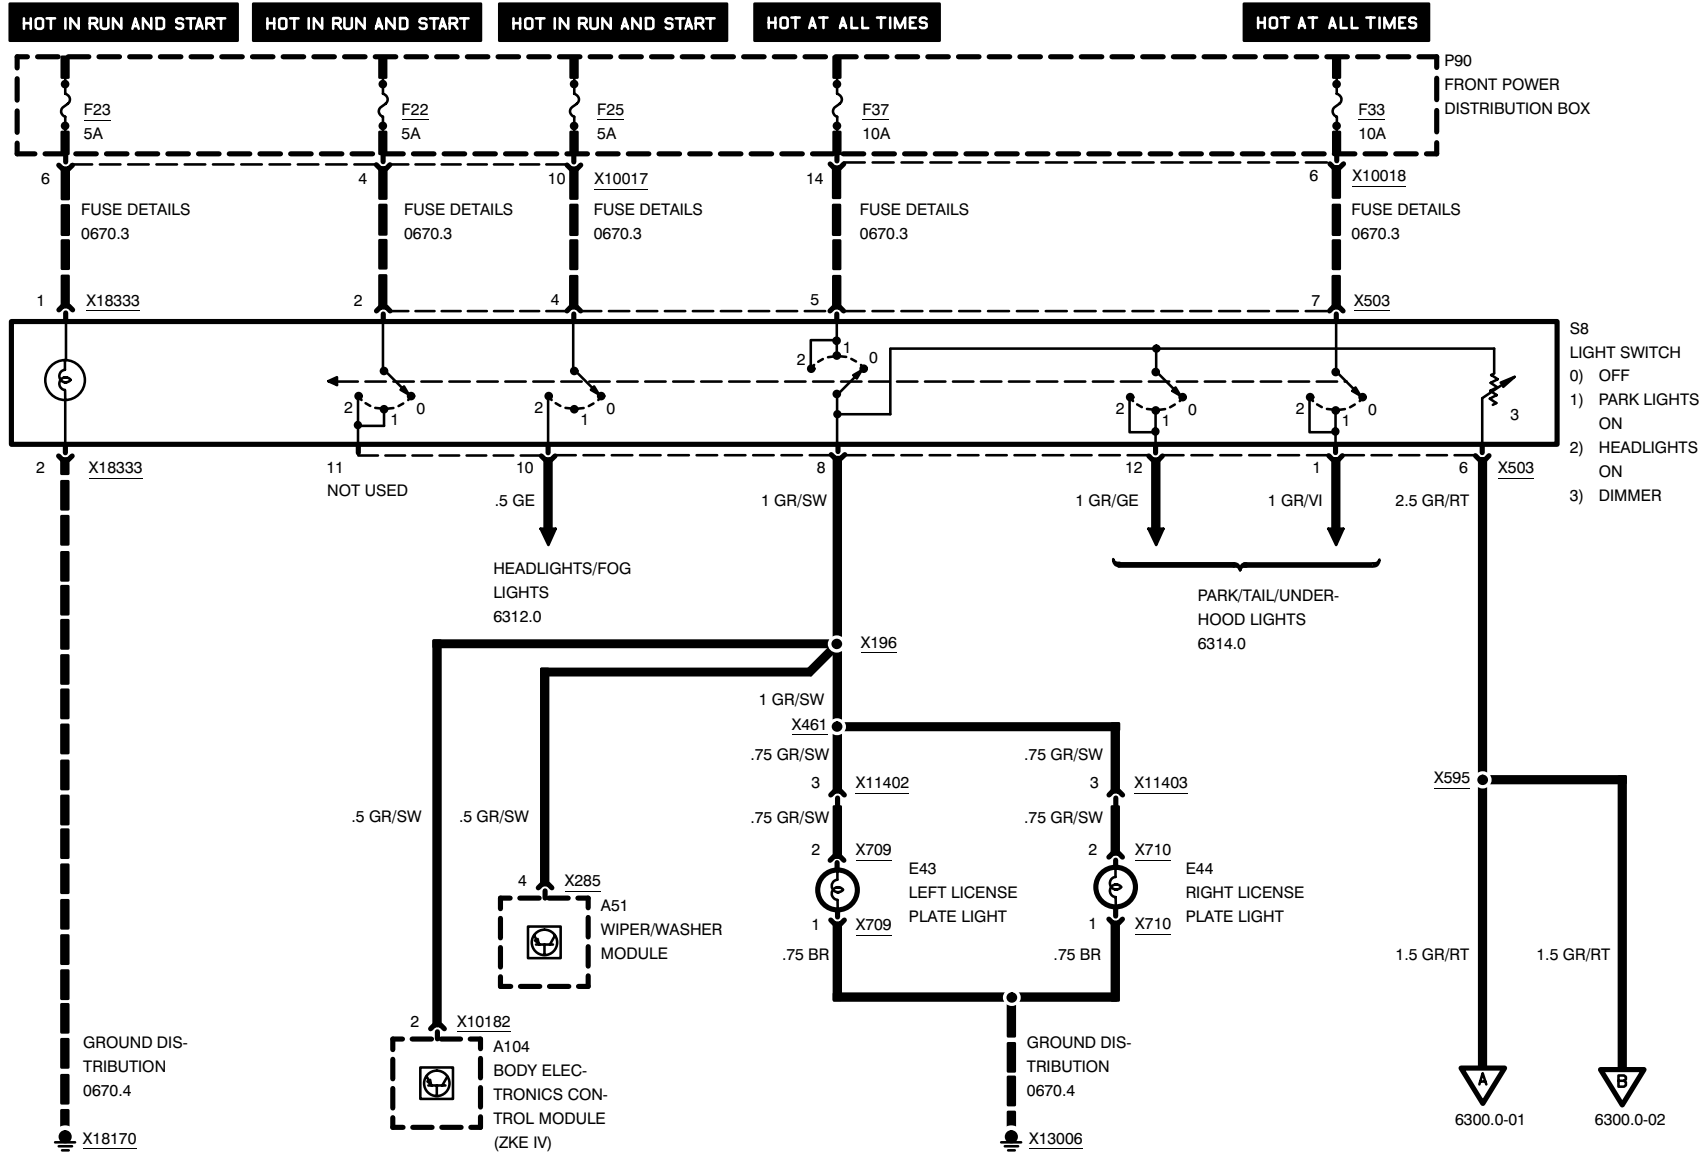 HOT IN RUN AND START
HOT IN RUN AND START
HOT IN RUN AND START
HOT AT ALL TIMES
HOT AT ALL TIMES
P90
FRONT POWER
DISTRIBUTION BOX
F23
5A
F22
5A
F25
5A
F37
10A
F33
10A
6
4
10
X10017
14
6
X10018
FUSE DETAILS
0670.3
FUSE DETAILS
0670.3
FUSE DETAILS
0670.3
FUSE DETAILS
0670.3
FUSE DETAILS
0670.3
1
X18333
2
4
5
7
X503
S8
LIGHT SWITCH
0) OFF
1) PARK LIGHTS
ON
2) HEADLIGHTS
ON
3) DIMMER
2
1
0
2
1
0
2
1
0
2
1
0
2
1
0
3
2
X18333
11
NOT USED
10
.5 GE
8
1 GR/SW
12
1 GR/GE
1
1 GR/VI
6
X503
2.5 GR/RT
HEADLIGHTS/FOG
LIGHTS
6312.0
PARK/TAIL/UNDER-
HOOD LIGHTS
6314.0
X196
1 GR/SW
X461
.75 GR/SW
.75 GR/SW
3
X11402
3
X11403
X595
.5 GR/SW
.5 GR/SW
.75 GR/SW
.75 GR/SW
2
X709
2
X710
E43
LEFT LICENSE
PLATE LIGHT
E44
RIGHT LICENSE
PLATE LIGHT
4
X285
A51
WIPER/WASHER
MODULE
1
X709
1
X710
.75 BR
.75 BR
1.5 GR/RT
1.5 GR/RT
2
X10182
A104
BODY ELEC-
TRONICS CON-
TROL MODULE
(ZKE IV)
GROUND DIS-
TRIBUTION
0670.4
GROUND DIS-
TRIBUTION
0670.4
A
B
6300.0-01
6300.0-02
X18170
X13006